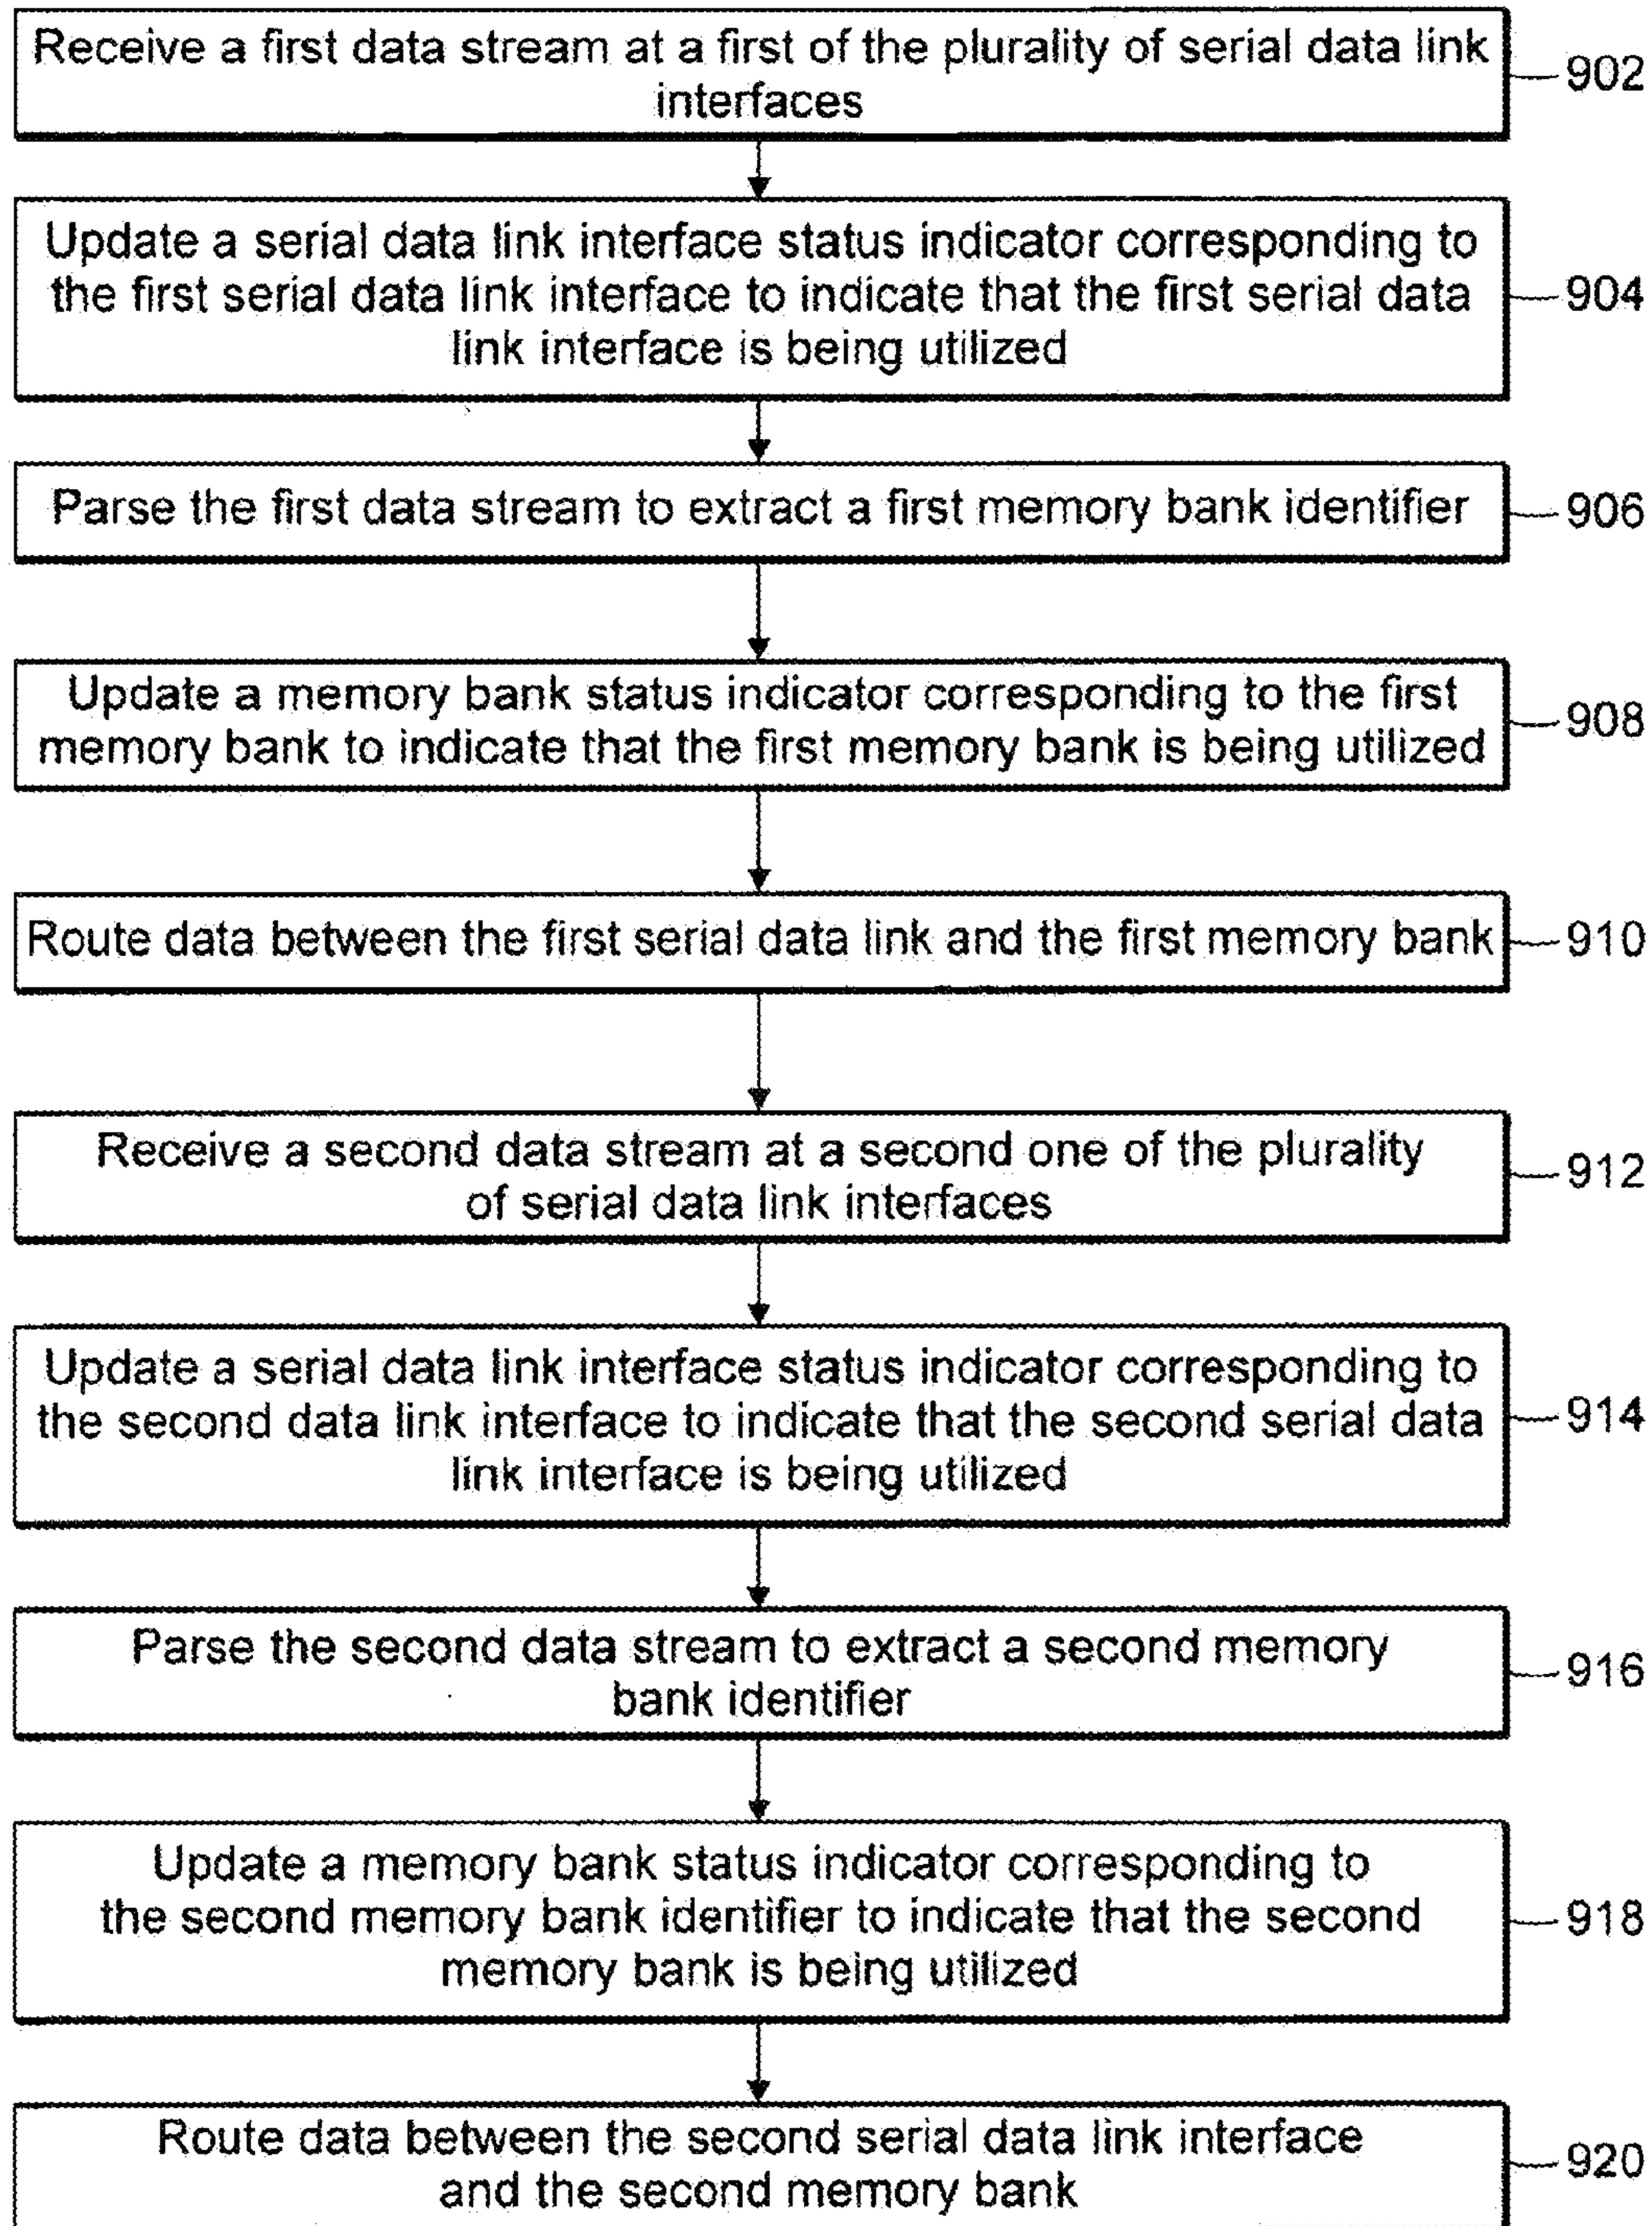 Receive a first data stream at a first of the plurality of serial data link
interfaces
902
Update a serial data link interface status indicator corresponding to
the first serial data link interface to indicate that the first serial data
link interface is being utilized
904
Parse the first data stream to extract a first memory bank identifier
906
Update a memory bank status indicator corresponding to the first
memory bank to indicate that the first memory bank is being utilized
908
Route data between the first serial data link and the first memory bank
910
Receive a second data stream at a second one of the plurality
of serial data link interfaces
912
Update a serial data link interface status indicator corresponding to
the second data link interface to indicate that the second serial data
link interface is being utilized
914
Parse the second data stream to extract a second memory
bank identifier
916
Update a memory bank status indicator corresponding to
the second memory bank identifier to indicate that the second
memory bank is being utilized
918
Route data between the second serial data link interface
and the second memory bank
920